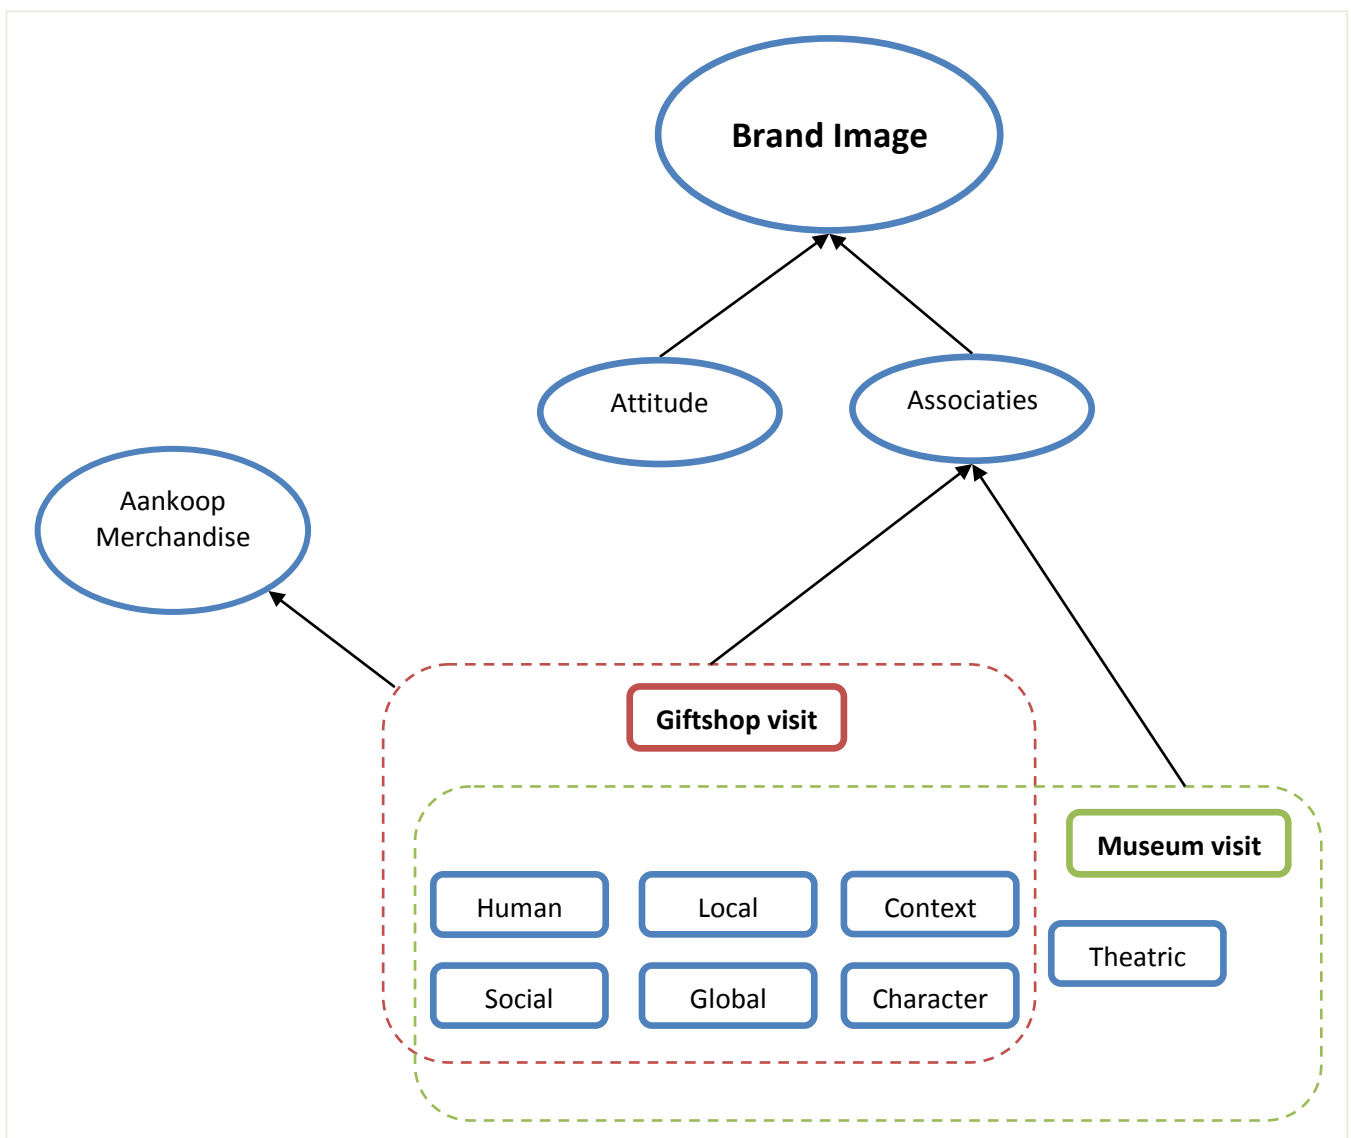 Brand Image
Attitude
Associaties
Aankoop
Merchandise
Giftshop visit
Museum visit
Human
Local
Context
Theatric
Social
Global
Character